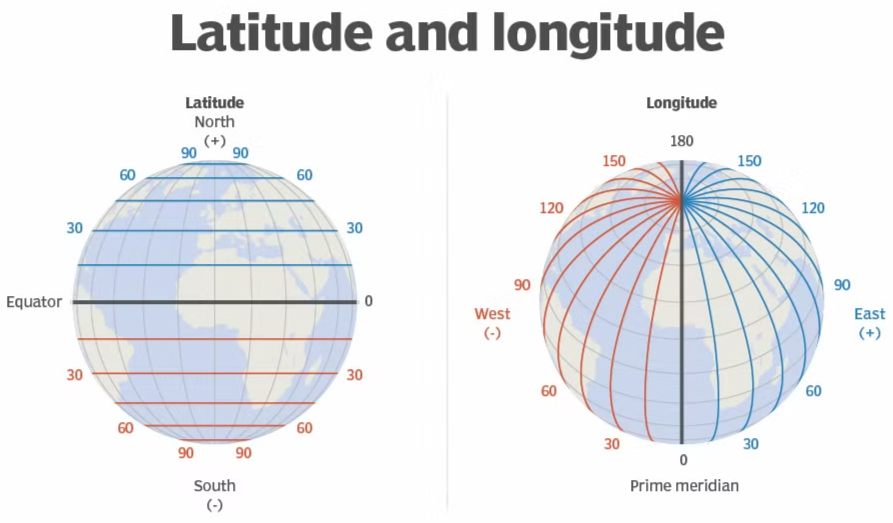 Latitude and longitude
Latitude
North
(+)
90 90
60 60
30 30
Equator 0
30 30
60 60
90 90
South
(-)
Longitude
180
150 150
120 120
90 90
West East
(-) (+)
60 60
30 30
0
Prime meridian